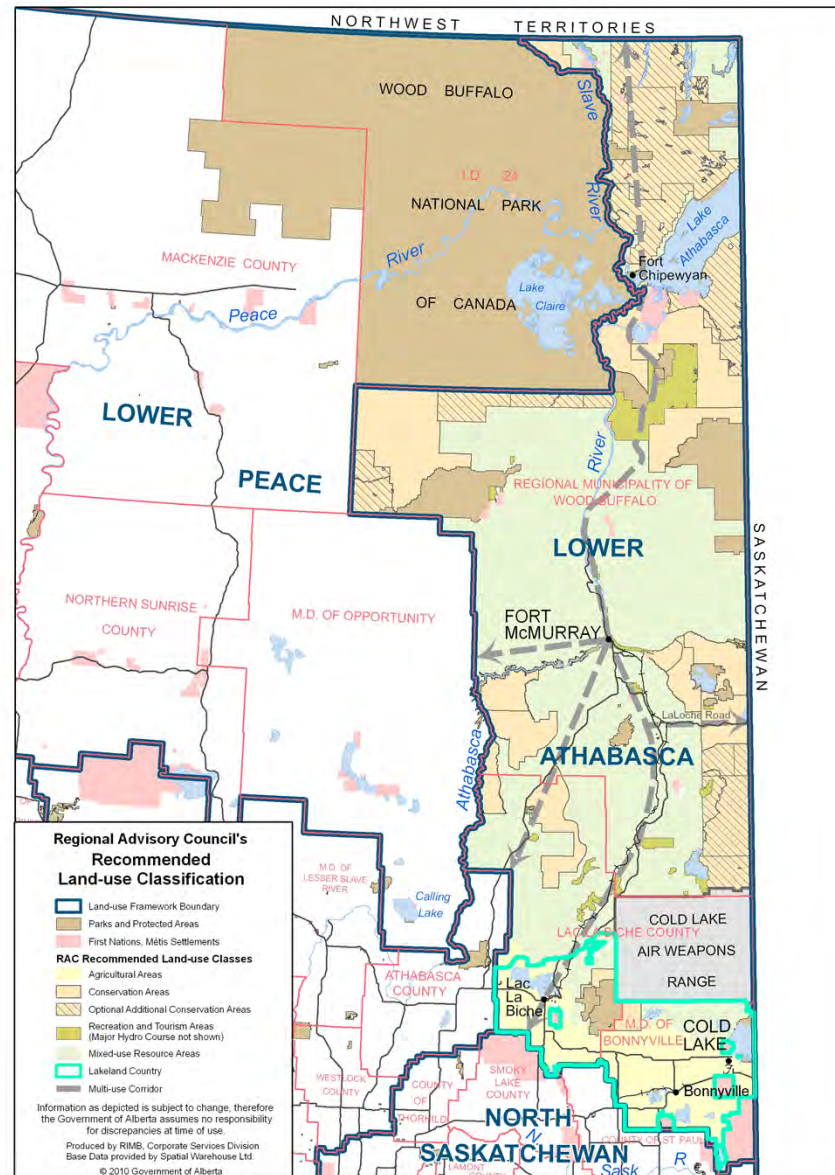 NORTHWEST TERRITORIES
WOOD BUFFALO
Slave
I.D 24
NATIONAL PARK
River
Lake
Athabasca
MACKENZIE COUNTY
River
Fort
Chipewyan
Peace
Lake
Claire
OF CANADA
LOWER
PEACE
River
REGIONAL MUNICIPALITY OF
WOOD BUFFALO
LOWER
SASKATCHEWAN
NORTHERN SUNRISE
COUNTY
M.D. OF OPPORTUNITY
FORT
McMURRAY
LaLoche Road
Athabasca
ATHABASCA
Regional Advisory Council's
Recommended
Land-use Classification
Land-use Framework Boundary
Parks and Protected Areas
First Nations, Métis Settlements
RAC Recommended Land-use Classes
Agricultural Areas
Conservation Areas
Optional Additional Conservation Areas
Recreation and Tourism Areas
(Major Hydro Course not shown)
Mixed-use Resource Areas
Lakeland Country
Multi-use Corridor
Information as depicted is subject to change, therefore
the Government of Alberta assumes no responsibility
for discrepancies at time of use.
Produced by RIMB, Corporate Services Division
Base Data provided by Spatial Warehouse Ltd.
© 2010 Government of Alberta
M.D. OF
LESSER SLAVE
RIVER
Calling
Lake
ATHABASCA
COUNTY
LAC LA BICHE COUNTY
COLD LAKE
AIR WEAPONS
RANGE
Lac
La
Biche
M.D. OF
BONNYVILLE
COLD
LAKE
Bonnyville
WESTLOCK
COUNTY
COUNTY
OF
THORHILD
SMOKY
LAKE
COUNTY
COUNTY OF ST PAUL
NORTH
N
SASKATCHEWAN
Sask
R
LAMONT